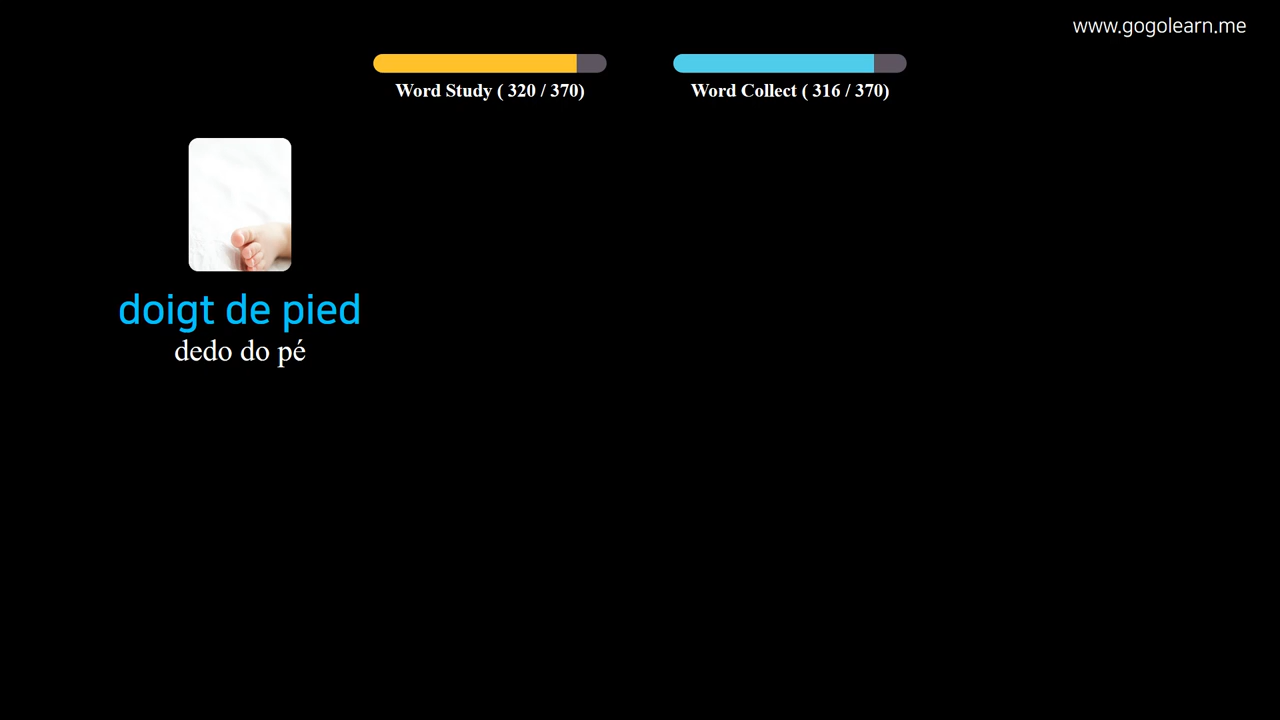 www.gogolearn.me
Word Study ( 320 / 370)
Word Collect ( 316 / 370)
doigt de pied
dedo do pé